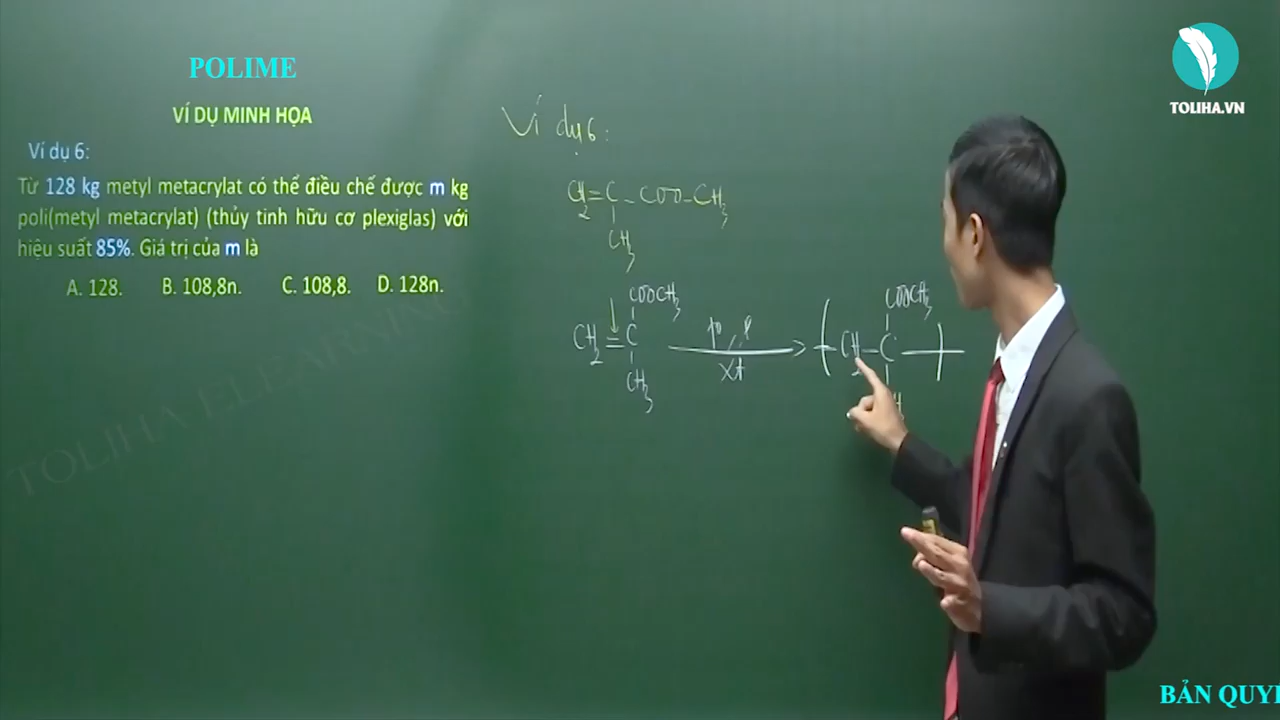 POLIME
VÍ DỤ MINH HỌA
Ví dụ 6:
Từ 128 kg metyl metacrylat có thể điều chế được m kg
poli(metyl metacrylat) (thủy tinh hữu cơ plexiglas) với
hiệu suất 85%. Giá trị của m là
A. 128. B. 108,8n. C. 108,8. D. 128n.
TOLIHA ELEARNING
Ví dụ 6:
CH2=C-COO-CH3
CH3
COOCH3
CH2=C
CH3
xt
COOCH3
CH2-C
TOLIHA.VN
BẢN QUYỀ